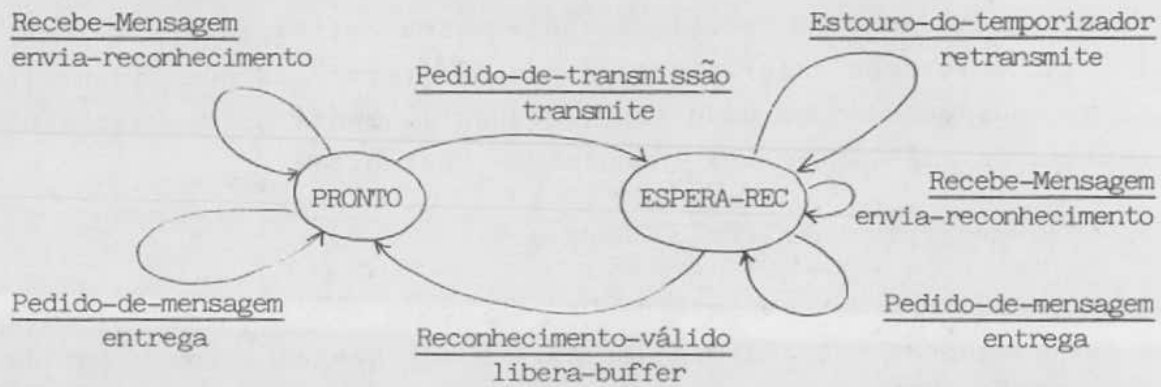 Recebe-Mensagem
envia-reconhecimento
Pedido-de-transmissão
transmite
Estouro-do-temporizador
retransmite
PRONTO
ESPERA-REC
Recebe-Mensagem
envia-reconhecimento
Pedido-de-mensagem
entrega
Reconhecimento-válido
libera-buffer
Pedido-de-mensagem
entrega